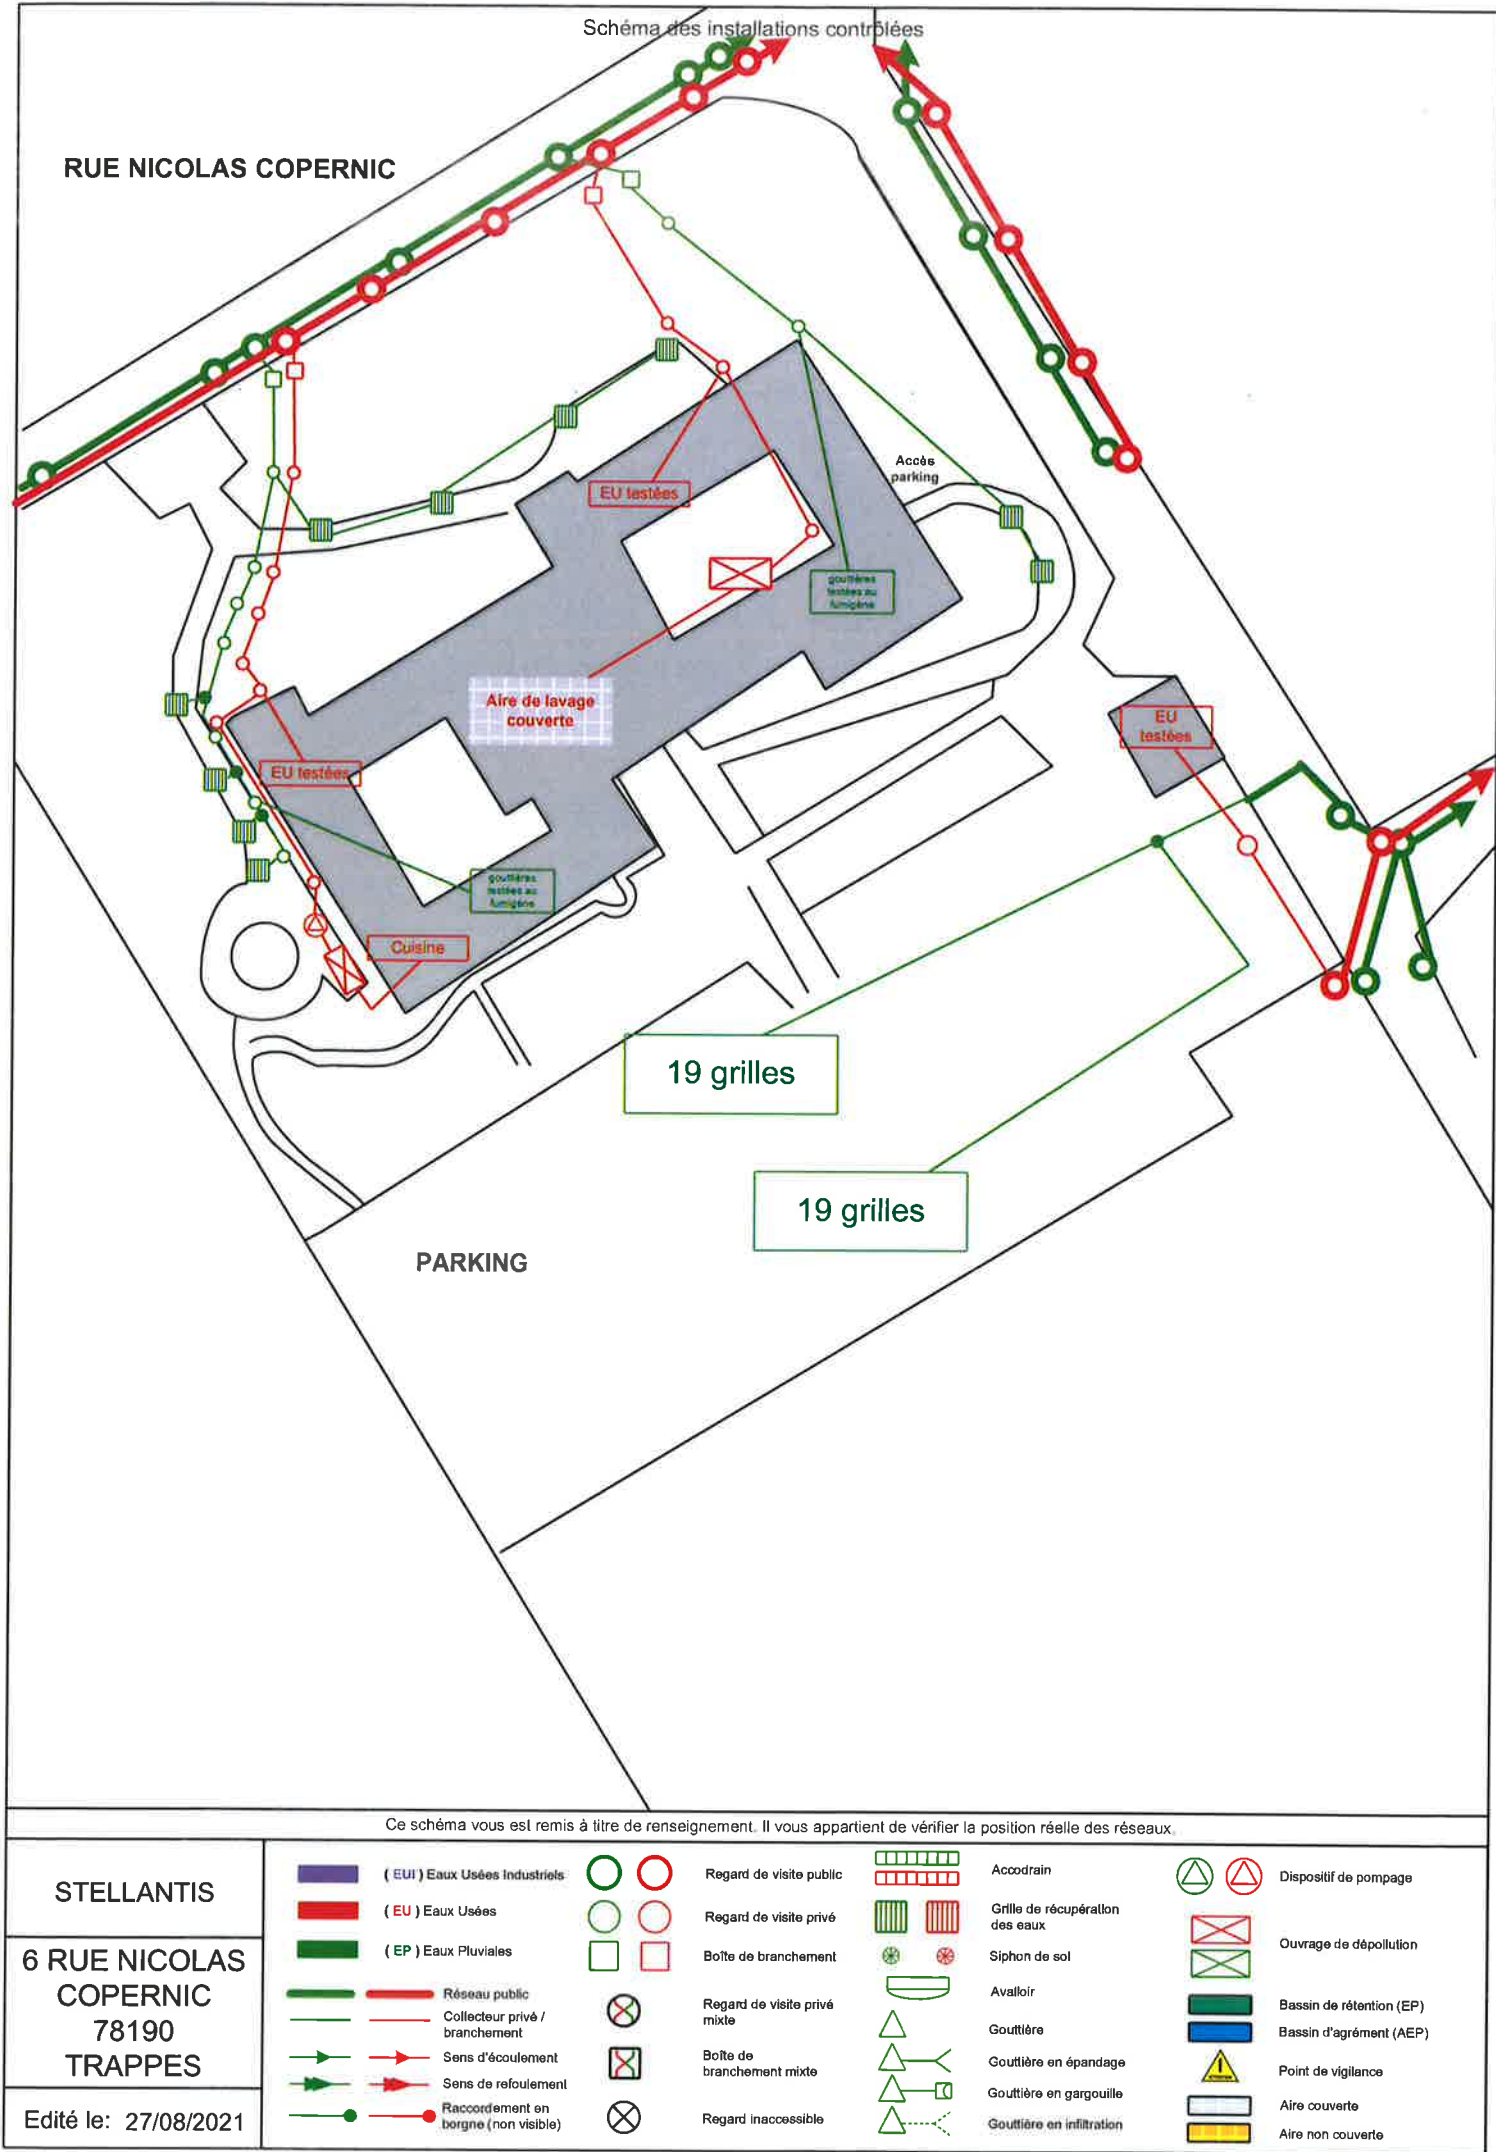 Schéma des installations contrôlées
RUE NICOLAS COPERNIC
Accès
parking
EU testées
gouttières
testées au
fumigène
Aire de lavage
couverte
EU
testées
EU testées
gouttières
testées au
fumigène
Cuisine
19 grilles
19 grilles
PARKING
Ce schéma vous est remis à titre de renseignement. Il vous appartient de vérifier la position réelle des réseaux.
STELLANTIS
6 RUE NICOLAS
COPERNIC
78190
TRAPPES
Edité le: 27/08/2021
( EUI ) Eaux Usées Industriels
( EU ) Eaux Usées
( EP ) Eaux Pluviales
Réseau public
Collecteur privé /
branchement
Sens d'écoulement
Sens de refoulement
Raccordement en
borgne (non visible)
Regard de visite public
Regard de visite privé
Boîte de branchement
Regard de visite privé
mixte
Boîte de
branchement mixte
Regard inaccessible
Accodrain
Grille de récupération
des eaux
Siphon de sol
Avalloir
Gouttière
Gouttière en épandage
Gouttière en gargouille
Gouttière en infiltration
Dispositif de pompage
Ouvrage de dépollution
Bassin de rétention (EP)
Bassin d'agrément (AEP)
Point de vigilance
Aire couverte
Aire non couverte